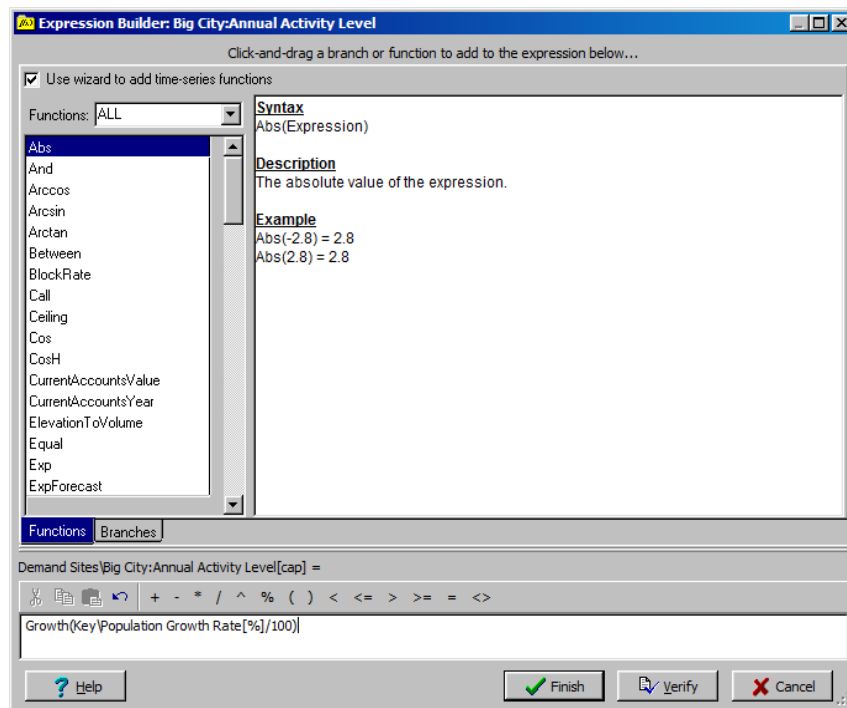 Expression Builder: Big City:Annual Activity Level
Click-and-drag a branch or function to add to the expression below...
Use wizard to add time-series functions
Functions: ALL
Abs
And
Arccos
Arcsin
Arctan
Between
BlockRate
Call
Ceiling
Cos
CosH
CurrentAccountsValue
CurrentAccountsYear
ElevationToVolume
Equal
Exp
ExpForecast
Syntax
Abs(Expression)
Description
The absolute value of the expression.
Example
Abs(-2.8) = 2.8
Abs(2.8) = 2.8
Functions Branches
Demand Sites\Big City:Annual Activity Level[cap] =
+ - * / ^ % ( ) < <= > >= = <>
Growth(Key\Population Growth Rate[%]/100)
? Help Finish Verify Cancel